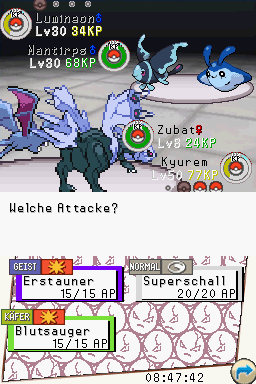 Lumineon♂
Lv30 34KP
Mantirps♂
Lv30 68KP
Zubat♀
Lv8 24KP
Kyurem
Lv50 77KP
Welche Attacke?
GEIST
Erstauner
15/15 AP
NORMAL
Superschall
20/20 AP
KÄFER
Blutsauger
15/15 AP
08:47:42